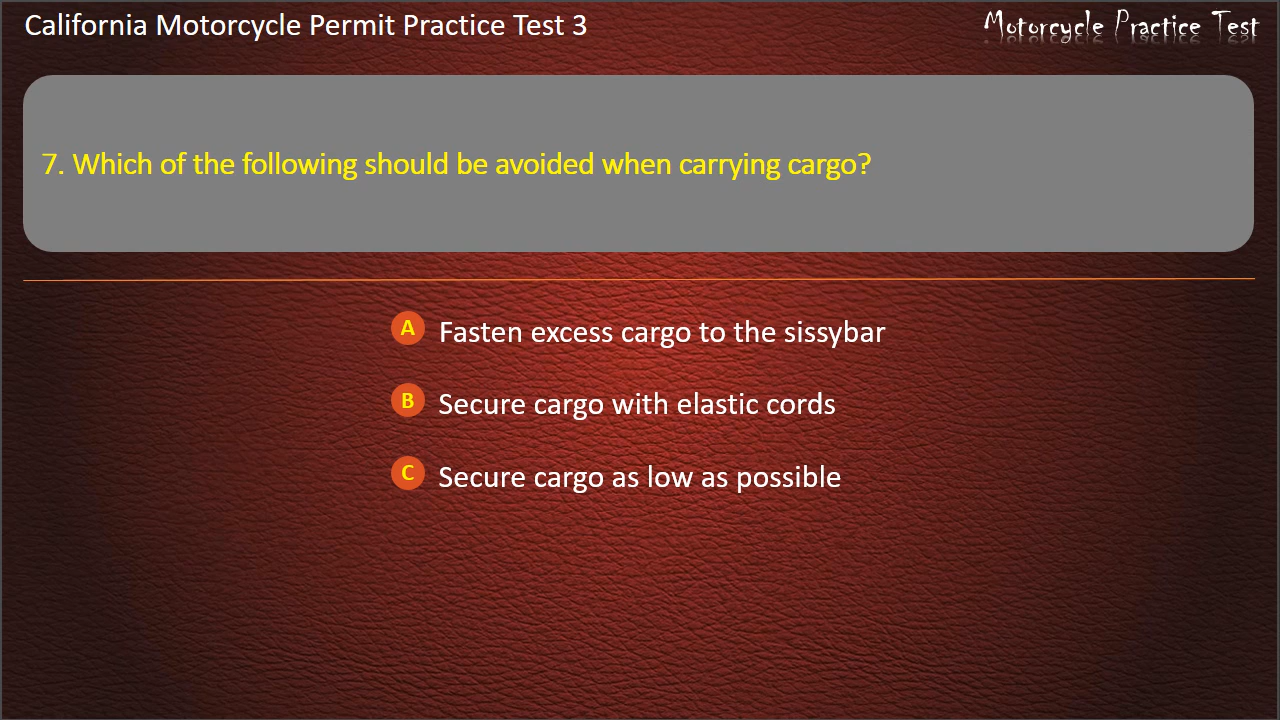 California Motorcycle Permit Practice Test 3
Motorcycle Practice Test
7. Which of the following should be avoided when carrying cargo?
A Fasten excess cargo to the sissybar
B Secure cargo with elastic cords
C Secure cargo as low as possible